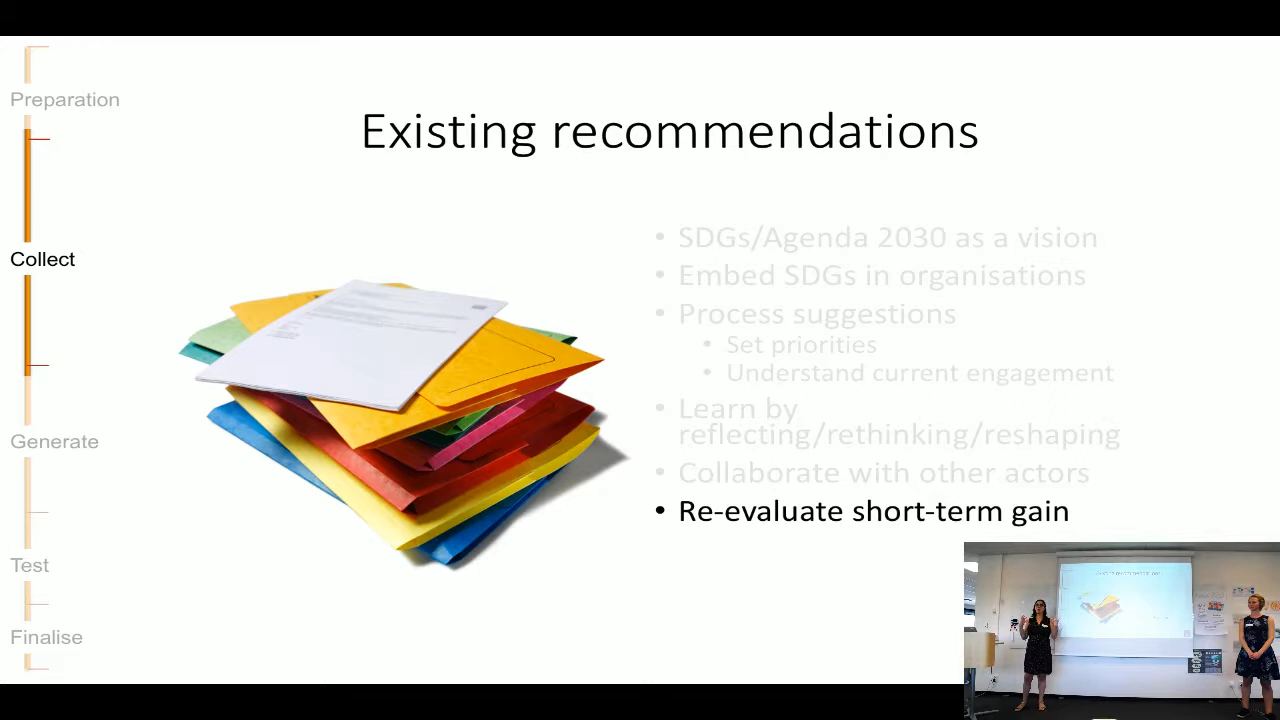 Preparation
Collect
Generate
Test
Finalise
Existing recommendations
• SDGs/Agenda 2030 as a vision
• Embed SDGs in organisations
• Process suggestions
• Set priorities
• Understand current engagement
• Learn by
reflecting/rethinking/reshaping
• Collaborate with other actors
• Re-evaluate short-term gain